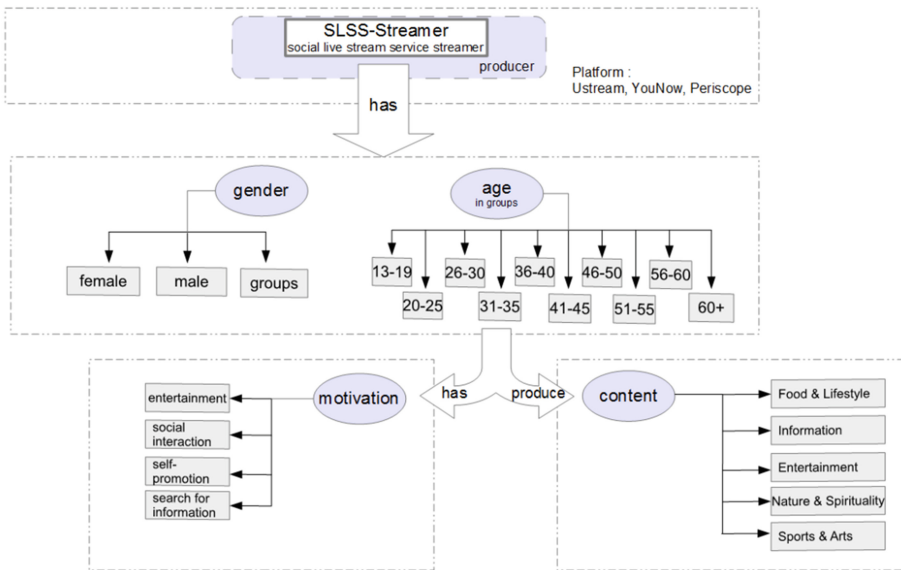 SLSS-Streamer
social live stream service streamer
producer
Platform :
Ustream, YouNow, Periscope
has
gender
age
in groups
female
male
groups
13-19
26-30
36-40
46-50
56-60
20-25
31-35
41-45
51-55
60+
has
produce
motivation
entertainment
social
interaction
self-
promotion
search for
information
content
Food & Lifestyle
Information
Entertainment
Nature & Spirituality
Sports & Arts